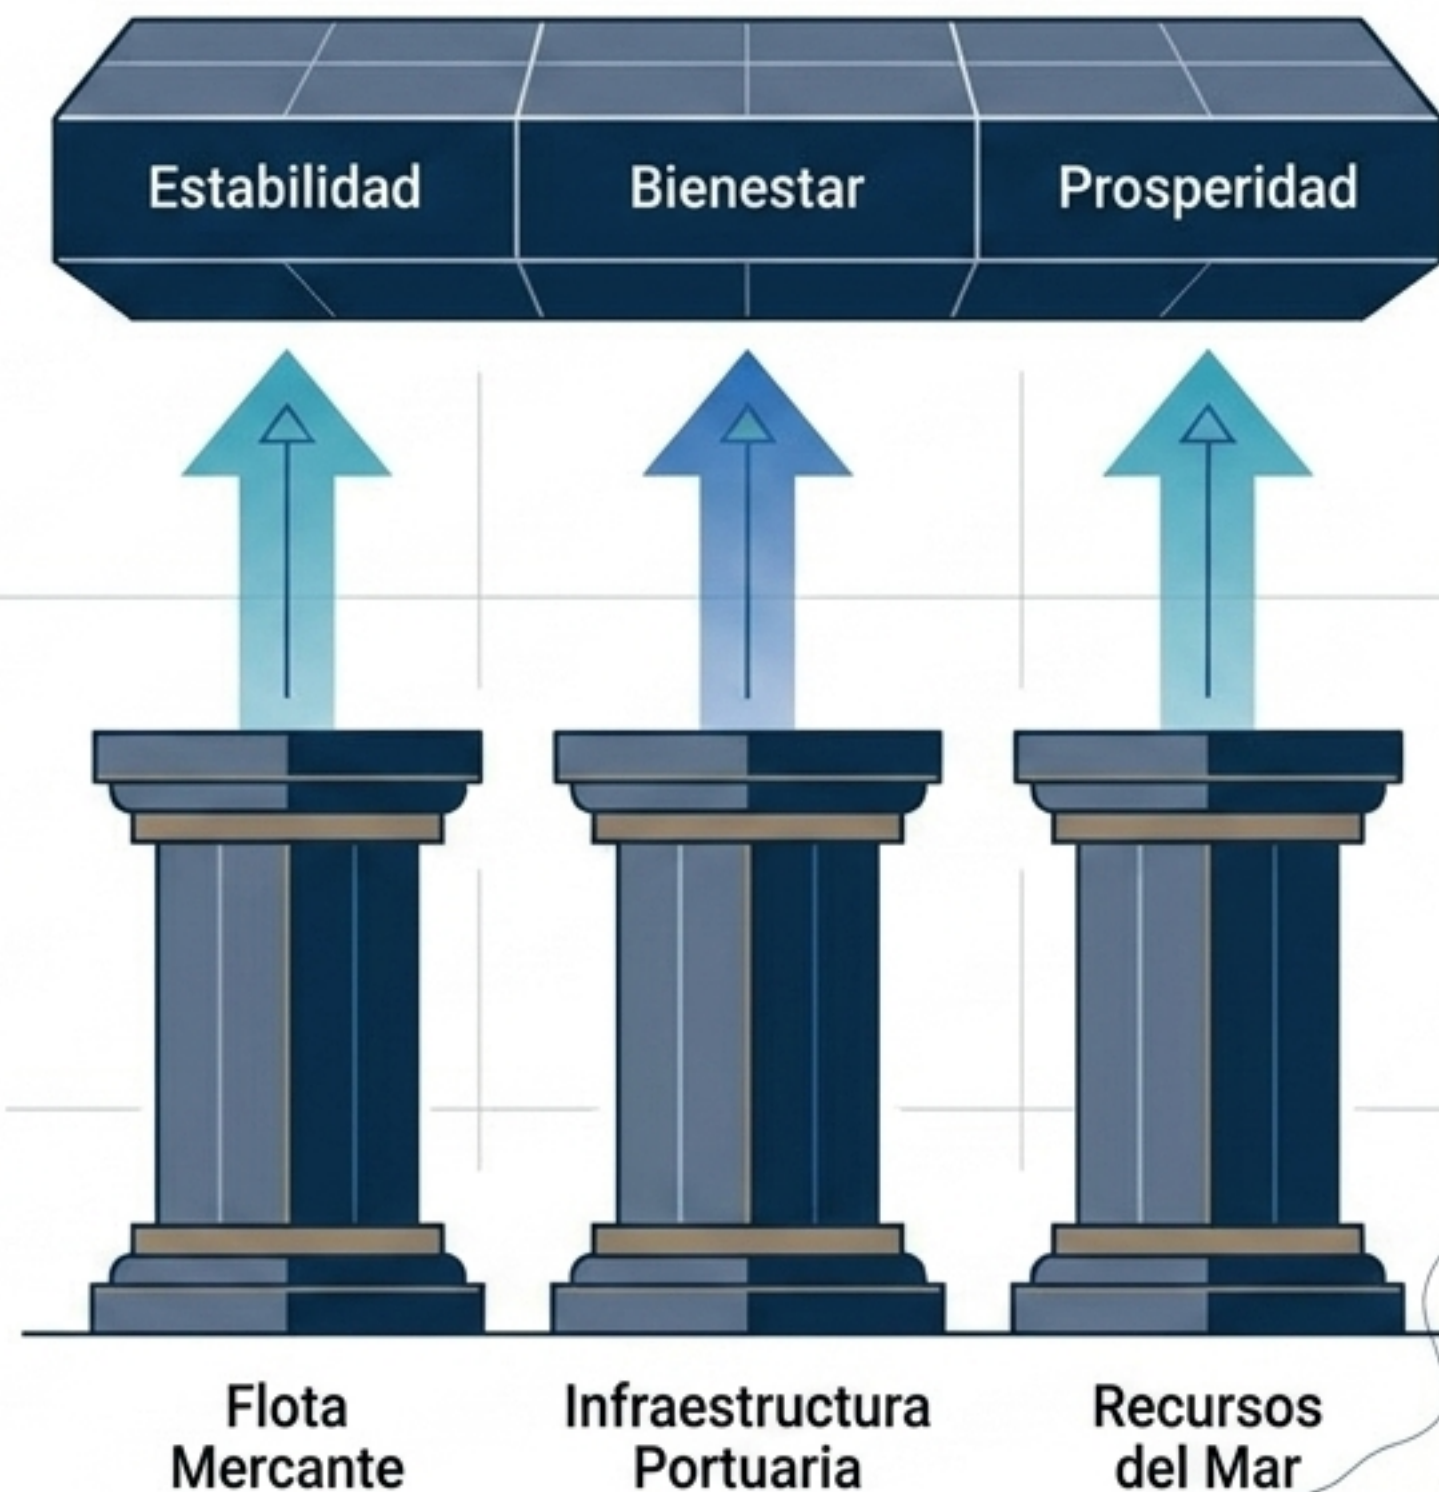 Estabilidad
Bienestar
Prosperidad
Flota
Mercante
Infraestructura
Portuaria
Recursos
del Mar